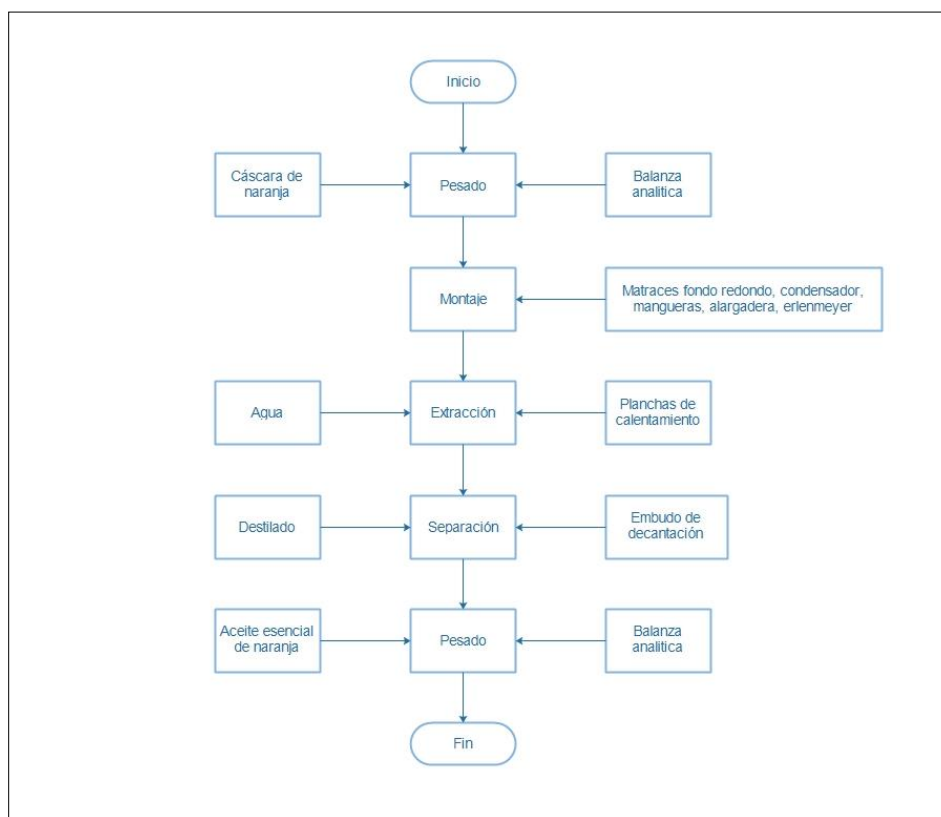 Inicio
Cáscara de
naranja
Pesado
Balanza
analitica
Montaje
Matraces fondo redondo, condensador,
mangueras, alargadera, erlenmeyer
Agua
Extracción
Planchas de
calentamiento
Destilado
Separación
Embudo de
decantación
Aceite esencial
de naranja
Pesado
Balanza
analitica
Fin